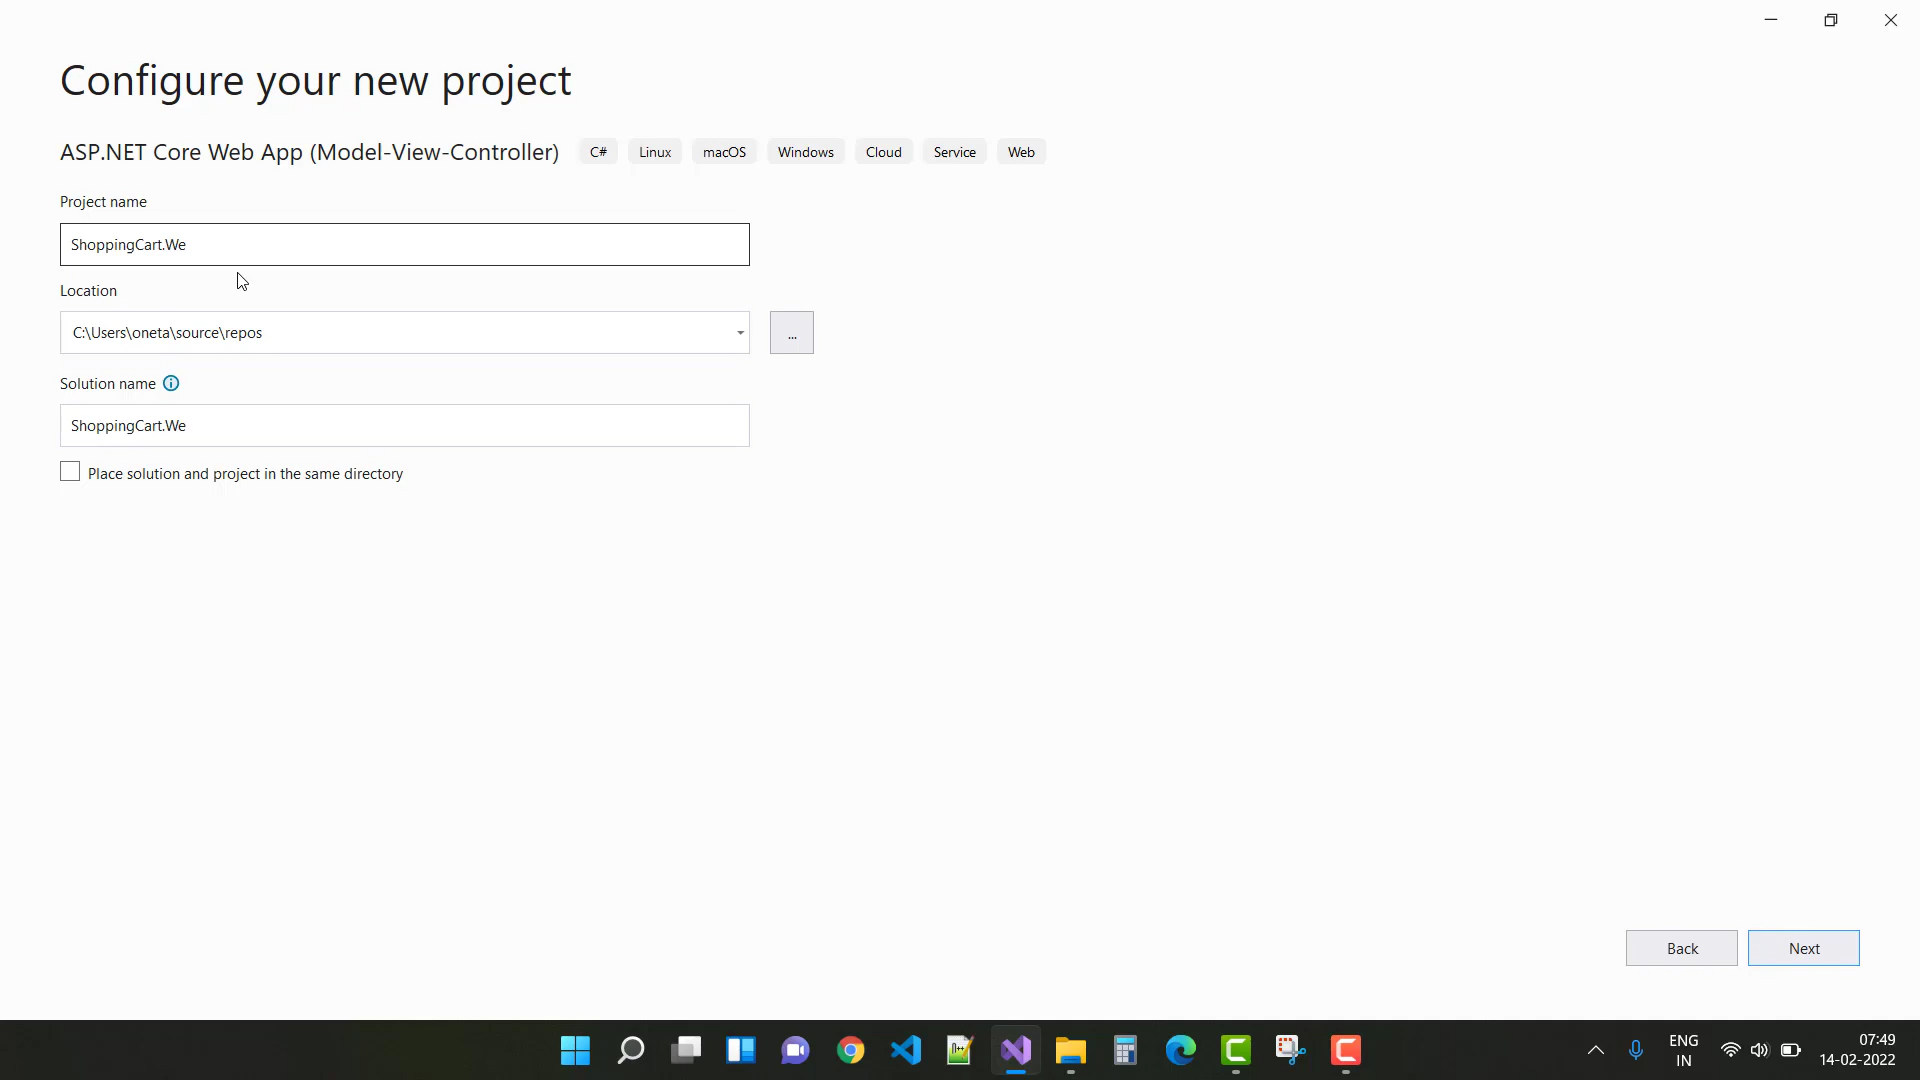 Configure your new project
ASP.NET Core Web App (Model-View-Controller) C# Linux macOS Windows Cloud Service Web
Project name
ShoppingCart.We
Location
C:\Users\oneta\source\repos
...
Solution name
ShoppingCart.We
Place solution and project in the same directory
Back Next
ENG
IN
07:49
14-02-2022